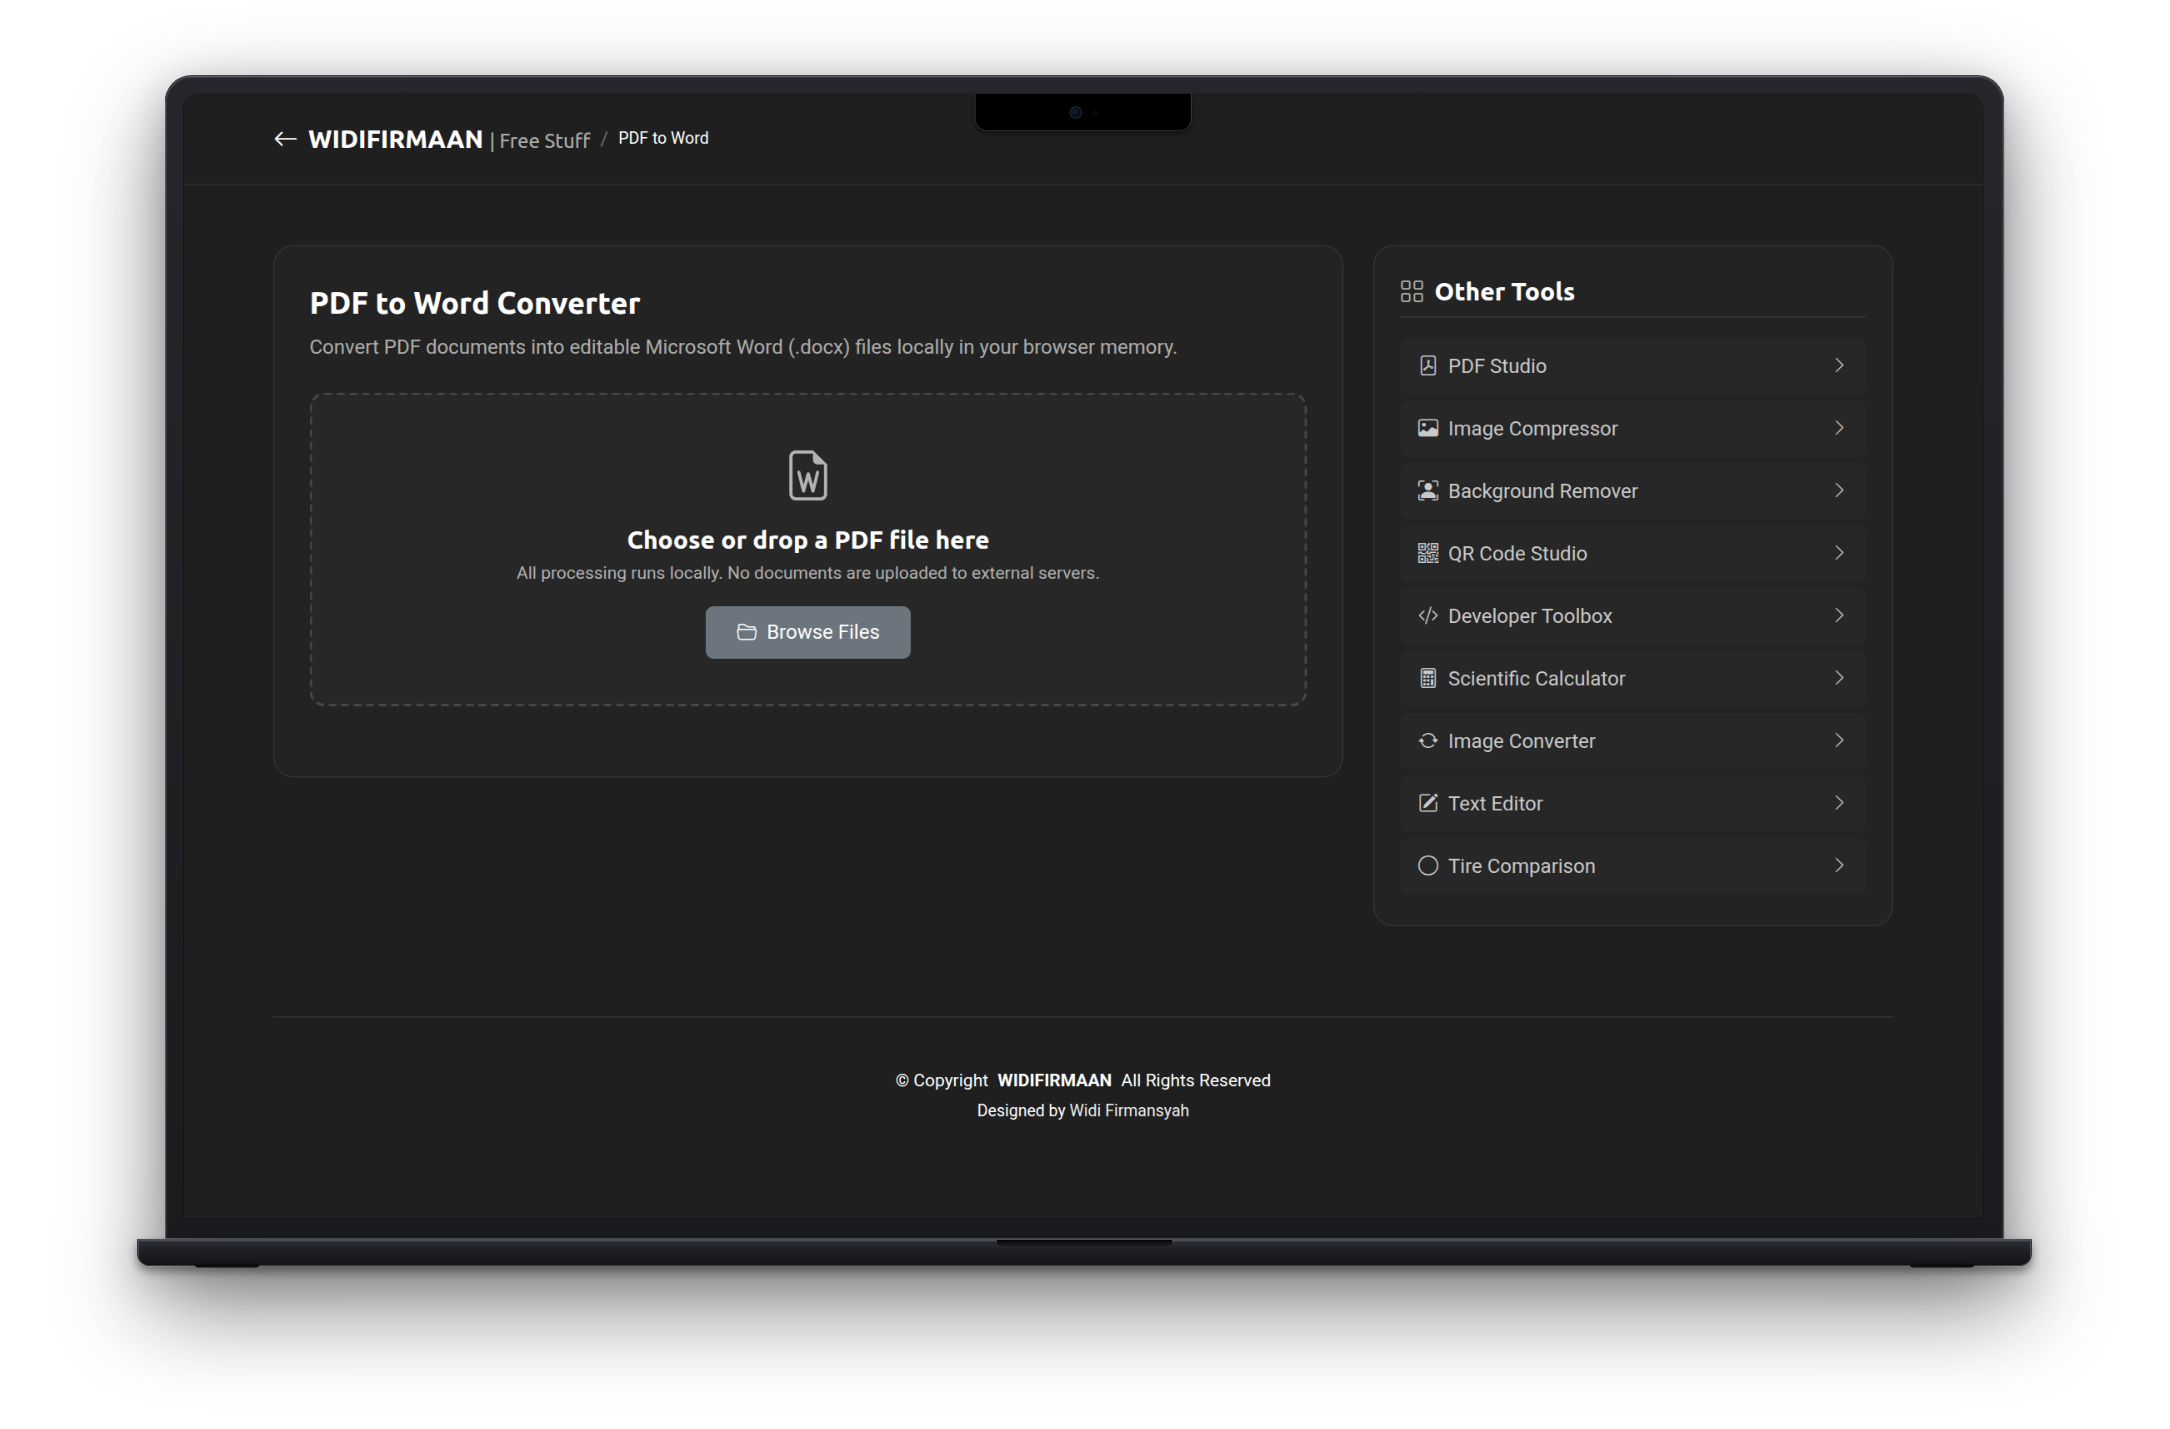 WIDIFIRMAAN | Free Stuff / PDF to Word
PDF to Word Converter
Convert PDF documents into editable Microsoft Word (.docx) files locally in your browser memory.
W
Choose or drop a PDF file here
All processing runs locally. No documents are uploaded to external servers.
Browse Files
Other Tools
PDF Studio
Image Compressor
Background Remover
QR Code Studio
Developer Toolbox
Scientific Calculator
Image Converter
Text Editor
Tire Comparison
© Copyright WIDIFIRMAAN All Rights Reserved
Designed by Widi Firmansyah